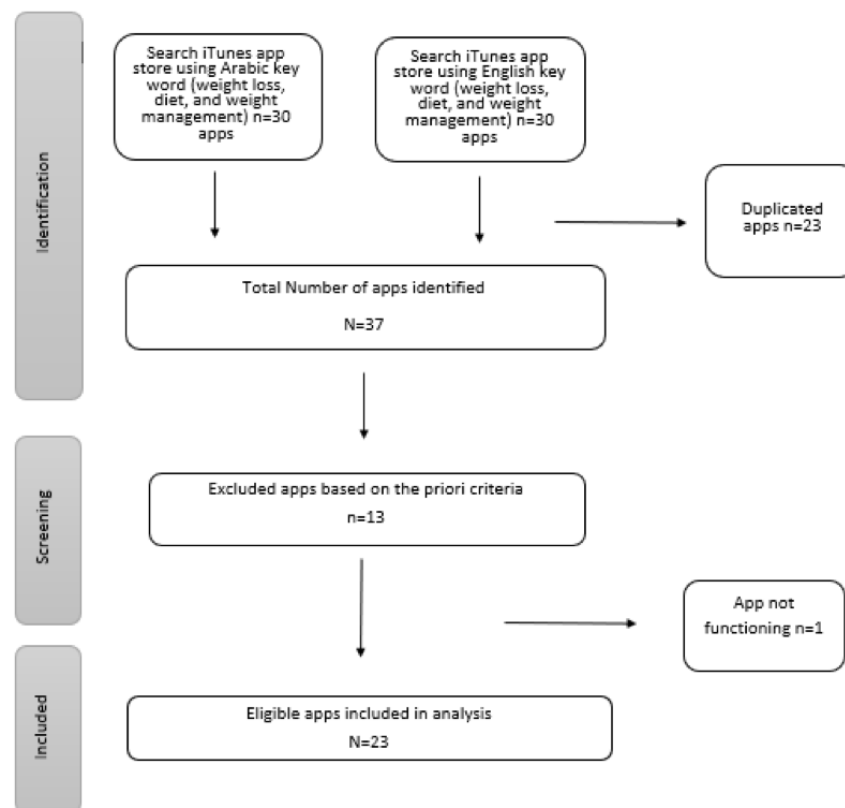 Identification
Search iTunes app
store using Arabic key
word (weight loss,
diet, and weight
management) n=30
apps
Search iTunes app
store using English key
word (weight loss,
diet, and weight
management) n=30
apps
Duplicated
apps n=23
Total Number of apps identified
N=37
Screening
Excluded apps based on the priori criteria
n=13
App not
functioning n=1
Included
Eligible apps included in analysis
N=23